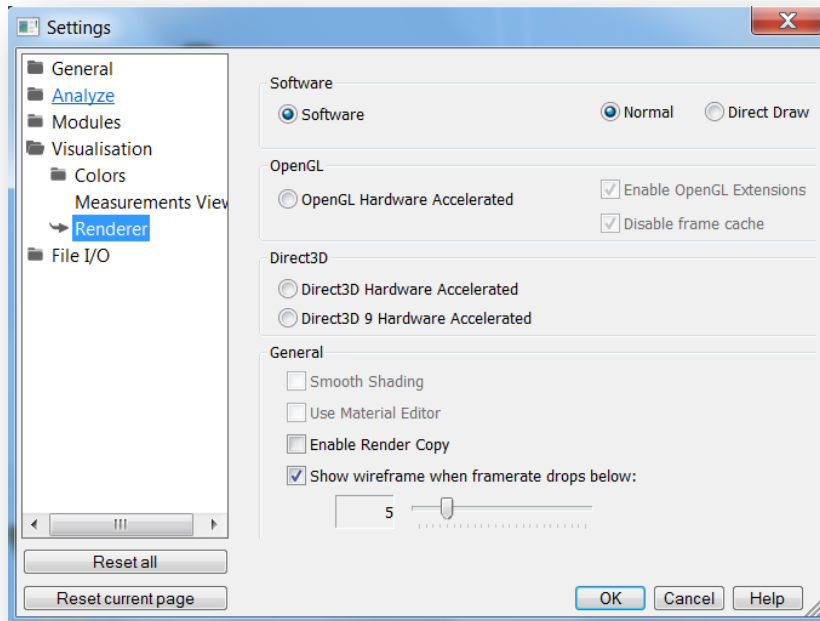 Settings
General
Analyze
Modules
Visualisation
Colors
Measurements View
Renderer
File I/O
Reset all
Reset current page
Software
Software
Normal
Direct Draw
OpenGL
OpenGL Hardware Accelerated
Enable OpenGL Extensions
Disable frame cache
Direct3D
Direct3D Hardware Accelerated
Direct3D 9 Hardware Accelerated
General
Smooth Shading
Use Material Editor
Enable Render Copy
Show wireframe when framerate drops below:
5
OK
Cancel
Help